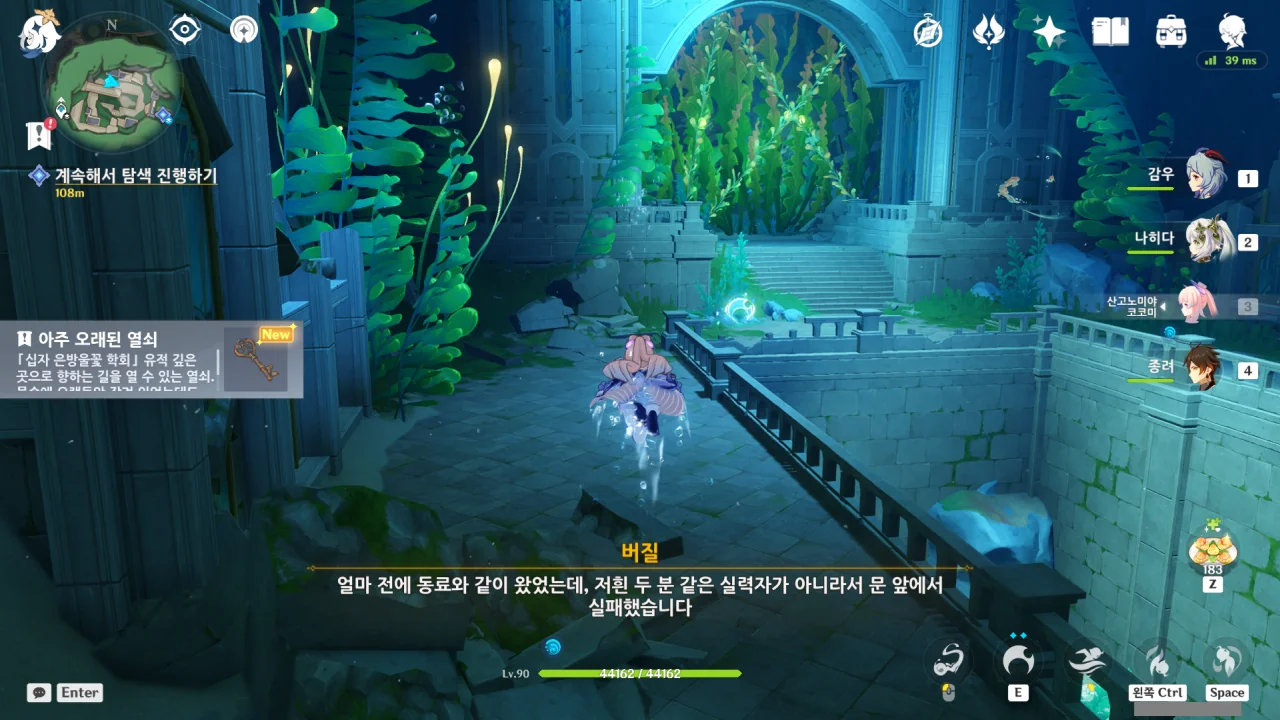 N
39 ms
계속해서 탐색 진행하기
108m
감우
1
나히다
2
산고노미야
코코미
3
종려
4
아주 오래된 열쇠
New
「십자 은방울꽃 학회」 유적 깊은
곳으로 향하는 길을 열 수 있는 열쇠.
버질
얼마 전에 동료와 같이 왔었는데, 저흰 두 분 같은 실력자가 아니라서 문 앞에서
실패했습니다
183
Z
Lv.90
44162 / 44162
Enter
E
왼쪽 Ctrl
Space